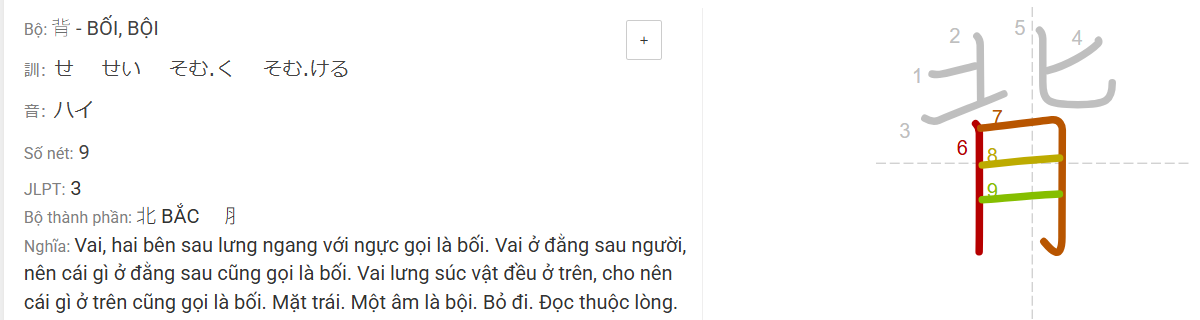 Bộ: 背 - BỐI, BỘI
+
訓: せ せい そむ.く そむ.ける
音: ハイ
Số nét: 9
JLPT: 3
Bộ thành phần: 北 BẮC ⺼
Nghĩa: Vai, hai bên sau lưng ngang với ngực gọi là bối. Vai ở đằng sau người,
nên cái gì ở đằng sau cũng gọi là bối. Vai lưng súc vật đều ở trên, cho nên
cái gì ở trên cũng gọi là bối. Mặt trái. Một âm là bội. Bỏ đi. Đọc thuộc lòng.
背
1
2
3
4
5
6
7
8
9